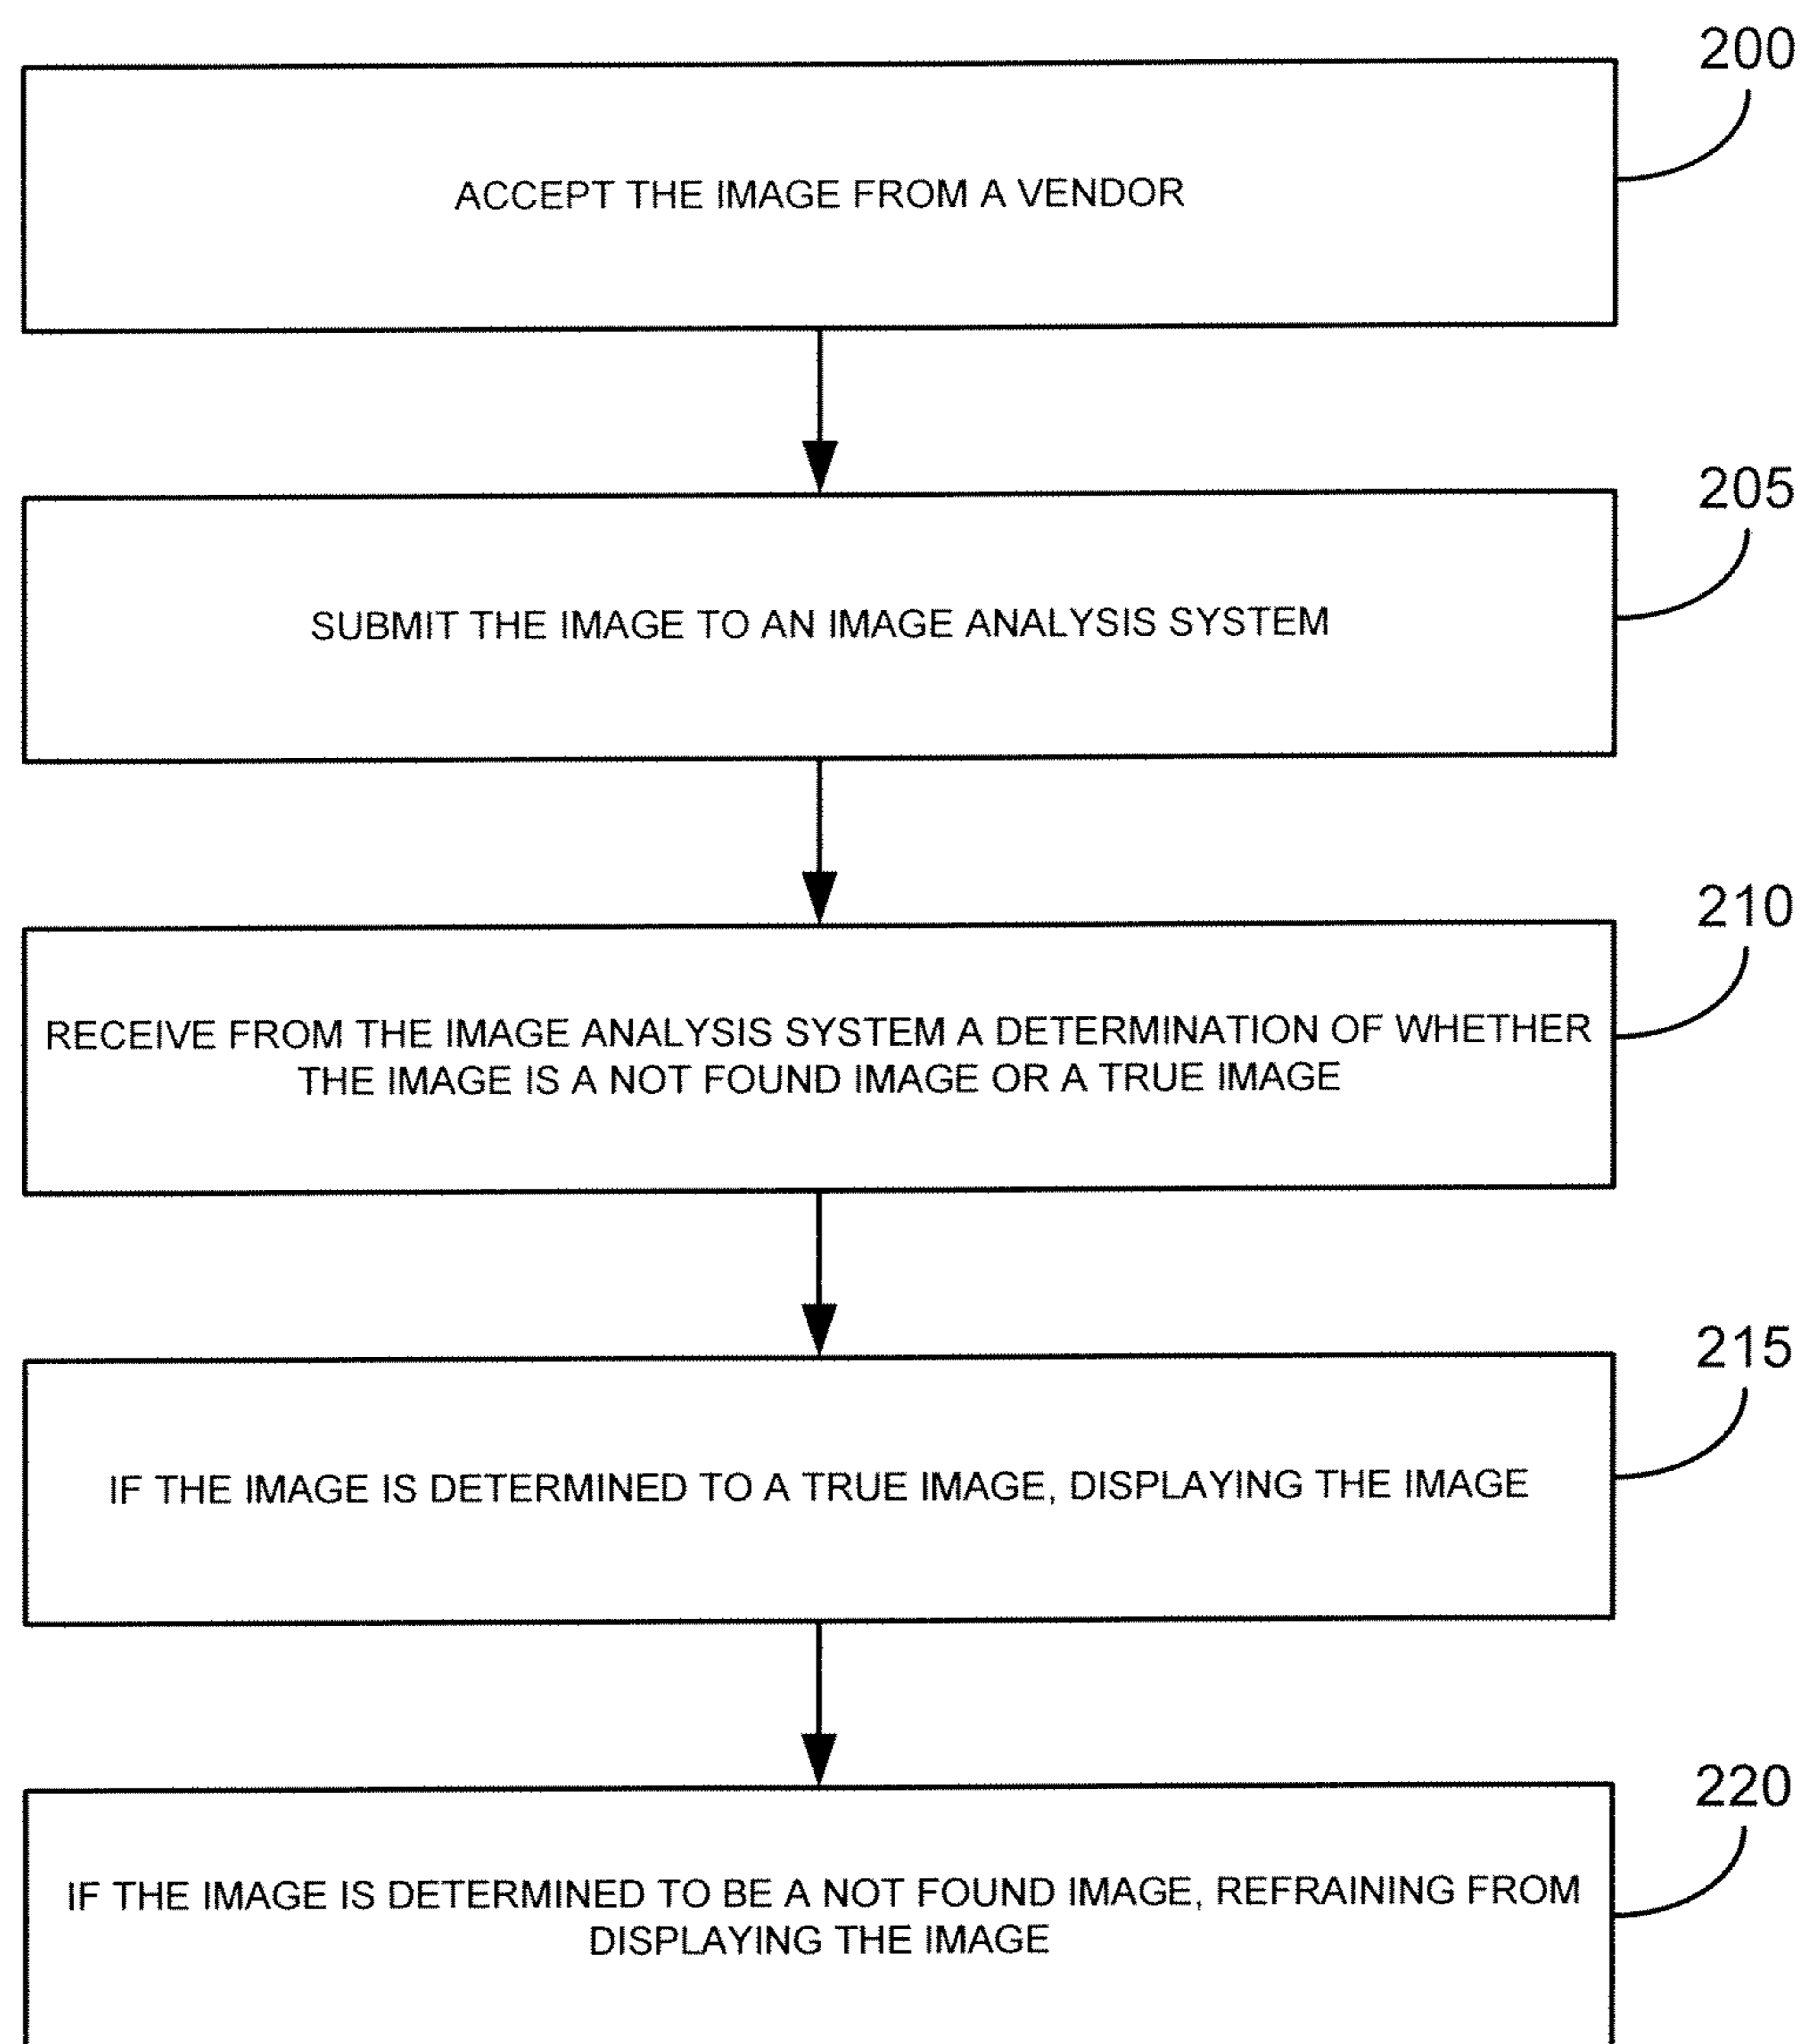 200
ACCEPT THE IMAGE FROM A VENDOR
205
SUBMIT THE IMAGE TO AN IMAGE ANALYSIS SYSTEM
210
RECEIVE FROM THE IMAGE ANALYSIS SYSTEM A DETERMINATION OF WHETHER
THE IMAGE IS A NOT FOUND IMAGE OR A TRUE IMAGE
215
IF THE IMAGE IS DETERMINED TO A TRUE IMAGE, DISPLAYING THE IMAGE
220
IF THE IMAGE IS DETERMINED TO BE A NOT FOUND IMAGE, REFRAINING FROM
DISPLAYING THE IMAGE